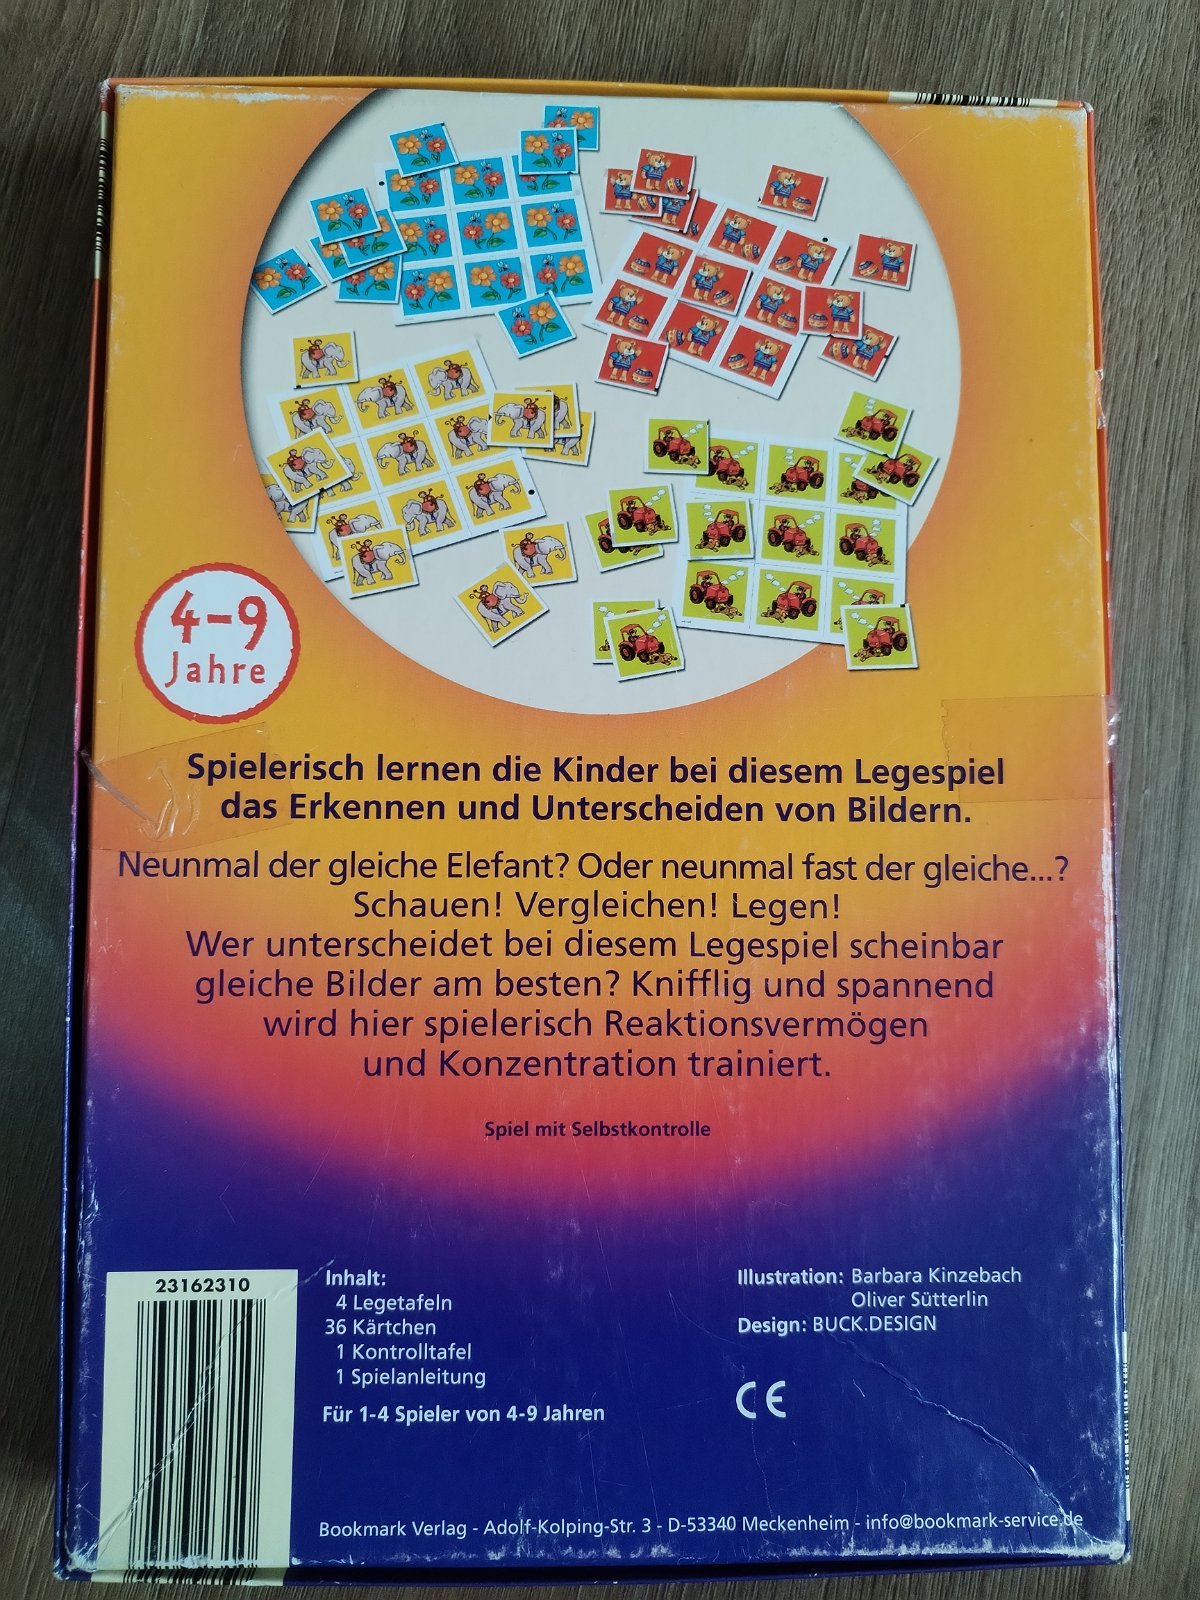 4-9
Jahre
Spielerisch lernen die Kinder bei diesem Legespiel
das Erkennen und Unterscheiden von Bildern.
Neunmal der gleiche Elefant? Oder neunmal fast der gleiche...?
Schauen! Vergleichen! Legen!
Wer unterscheidet bei diesem Legespiel scheinbar
gleiche Bilder am besten? Knifflig und spannend
wird hier spielerisch Reaktionsvermögen
und Konzentration trainiert.
Spiel mit Selbstkontrolle
23162310
Inhalt:
4 Legetafeln
36 Kärtchen
1 Kontrolltafel
1 Spielanleitung
Für 1-4 Spieler von 4-9 Jahren
Illustration: Barbara Kinzebach
Oliver Sütterlin
Design: BUCK.DESIGN
CE
Bookmark Verlag - Adolf-Kolping-Str. 3 - D-53340 Meckenheim - info@bookmark-service.de